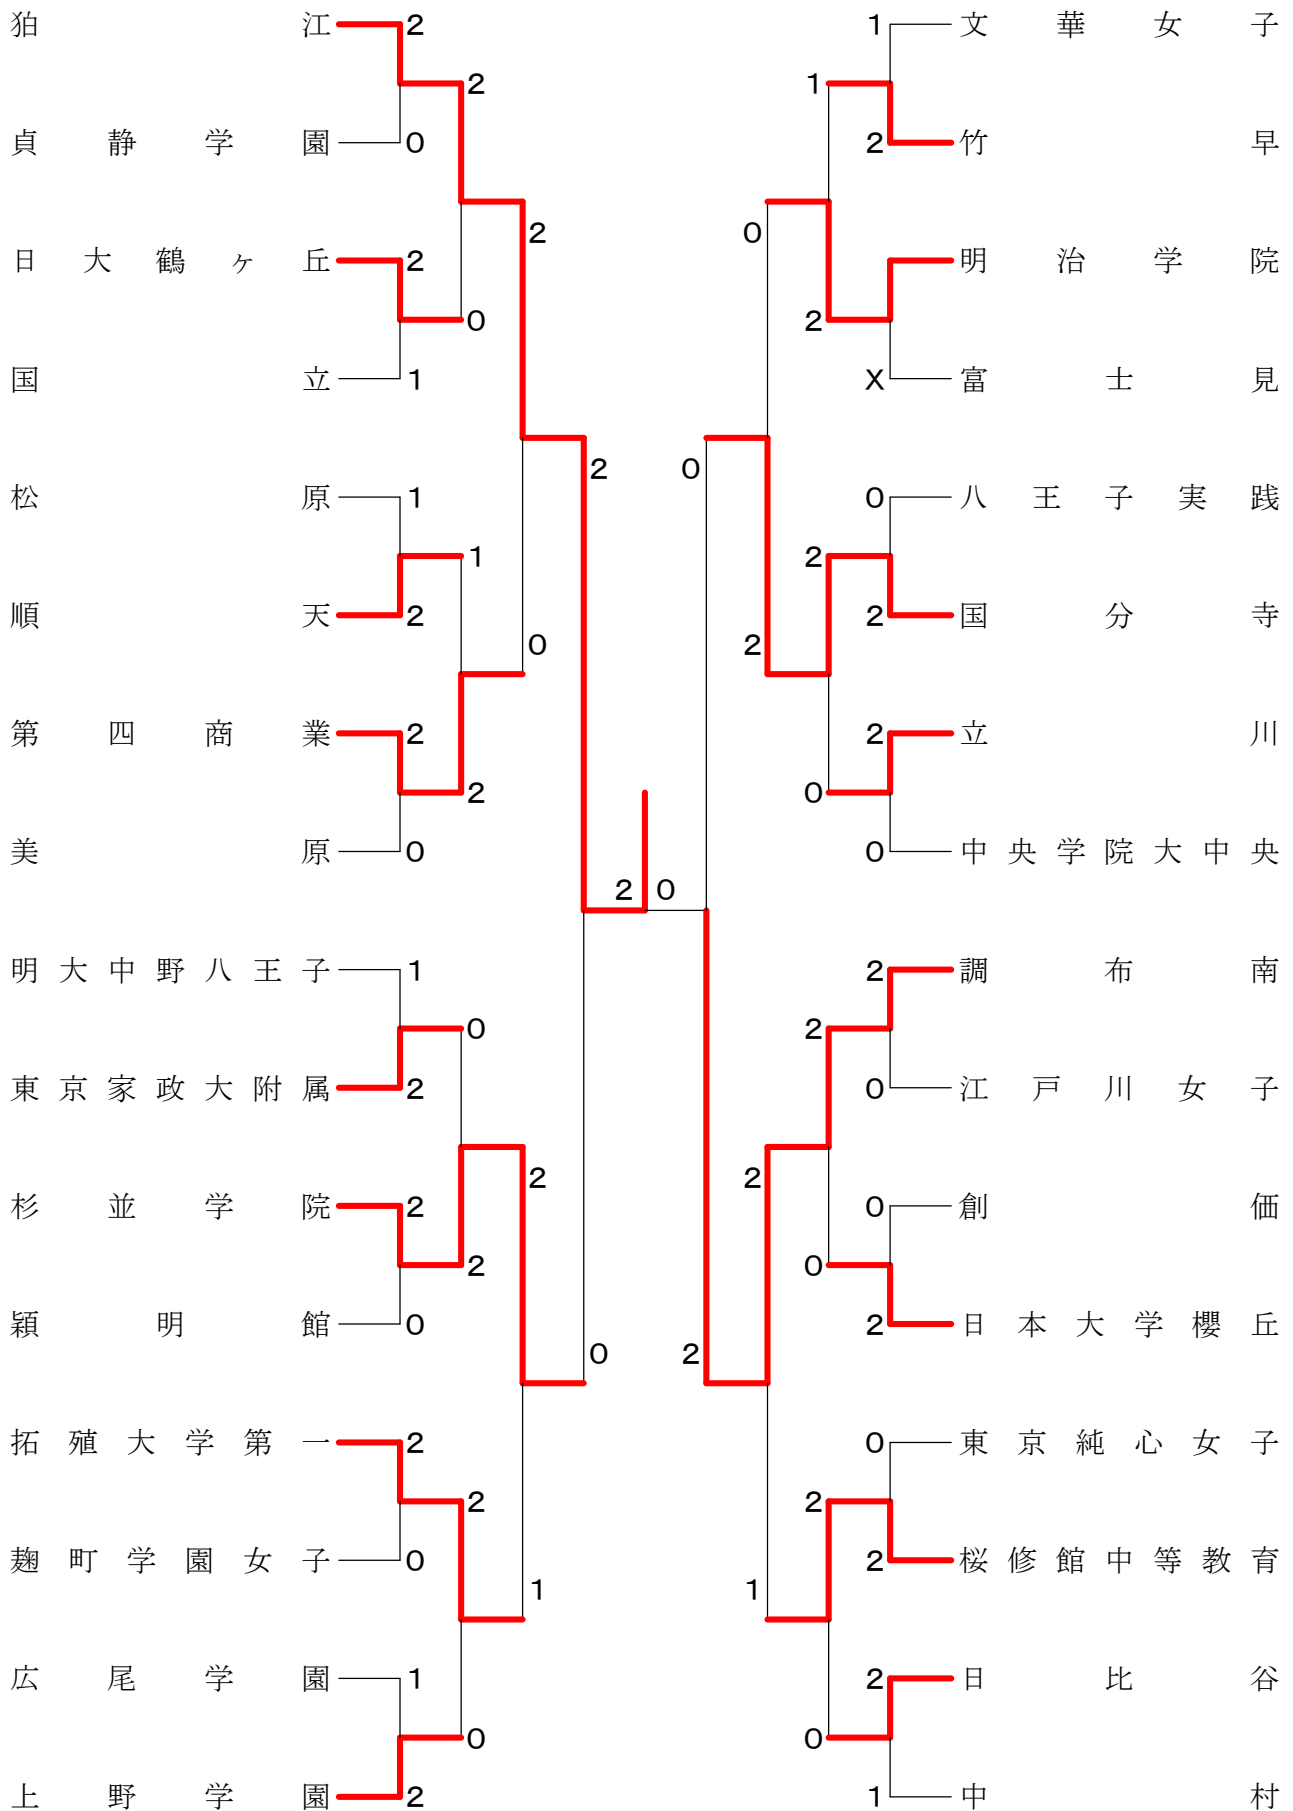 狛江 2
2
貞静学園 0
2
日大鶴ヶ丘 2
0
国立 1
2
松原 1
1
順天 2
0
第四商業 2
2
美原 0
2 0
明大中野八王子 1
0
東京家政大附属 2
2
杉並学院 2
2
穎明館 0
0
拓殖大学第一 2
2
麹町学園女子 0
1
広尾学園 1
0
上野学園 2
1 文華女子
1
2 竹早
0
明治学院
2
X 富士見
0
0 八王子実践
2
2 国分寺
2
2 立川
0
0 中央学院大中央
2 調布南
2
0 江戸川女子
2
0 創価
0
2 日本大学櫻丘
2
0 東京純心女子
2
2 桜修館中等教育
1
2 日比谷
0
1 中村